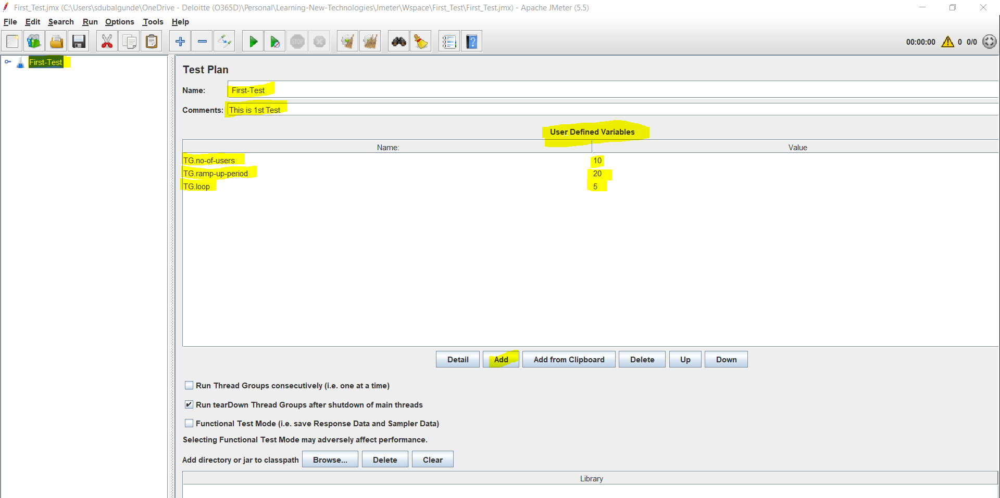 First_Test.jmx (C:\Users\sdubalgunde\OneDrive - Deloitte (O365D)\Personal\Learning-New-Technologies\Jmeter\Wspace\First_Test\First_Test.jmx) - Apache JMeter (5.5)
File Edit Search Run Options Tools Help
STOP
00:00:00 0 0/0
First-Test
Test Plan
Name: First-Test
Comments: This is 1st Test
User Defined Variables
Name: Value
TG.no-of-users 10
TG.ramp-up-period 20
TG.loop 5
Detail Add Add from Clipboard Delete Up Down
Run Thread Groups consecutively (i.e. one at a time)
Run tearDown Thread Groups after shutdown of main threads
Functional Test Mode (i.e. save Response Data and Sampler Data)
Selecting Functional Test Mode may adversely affect performance.
Add directory or jar to classpath Browse... Delete Clear
Library